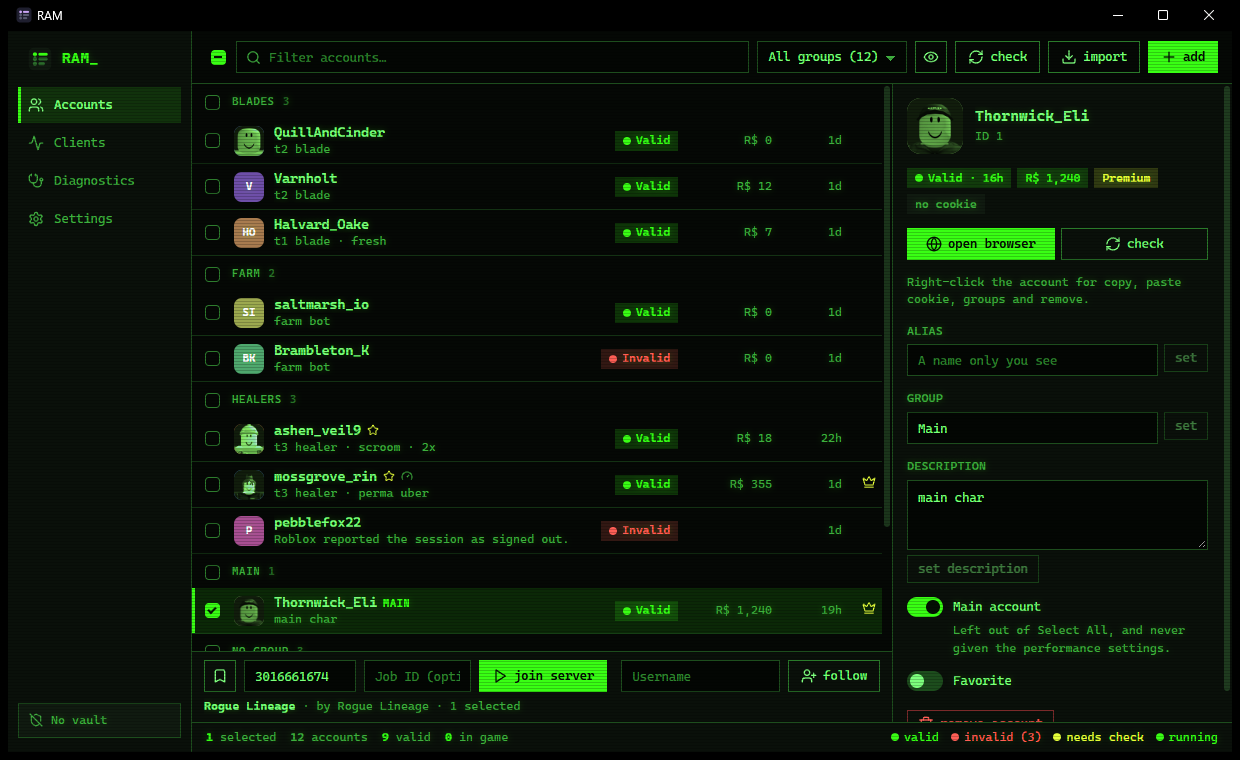 RAM
RAM_
Filter accounts…
All groups (12)
check
import
+ add
Accounts
Clients
Diagnostics
Settings
No vault
BLADES 3
QuillAndCinder
t2 blade
Valid
R$ 0
1d
V
Varnholt
t2 blade
Valid
R$ 12
1d
HO
Halvard_Oake
t1 blade · fresh
Valid
R$ 7
1d
FARM 2
SI
saltmarsh_io
farm bot
Valid
R$ 0
1d
BK
Brambleton_K
farm bot
Invalid
R$ 0
1d
HEALERS 3
ashen_veil9
t3 healer · scroom · 2x
Valid
R$ 18
22h
mossgrove_rin
t3 healer · perma uber
Valid
R$ 355
1d
P
pebblefox22
Roblox reported the session as signed out.
Invalid
1d
MAIN 1
Thornwick_Eli MAIN
main char
Valid
R$ 1,240
19h
NO GROUP 3
3016661674
Job ID (opti
join server
Username
follow
Rogue Lineage · by Rogue Lineage · 1 selected
Thornwick_Eli
ID 1
Valid · 16h
R$ 1,240
Premium
no cookie
open browser
check
Right-click the account for copy, paste
cookie, groups and remove.
ALIAS
A name only you see
set
GROUP
Main
set
DESCRIPTION
main char
set description
Main account
Left out of Select All, and never
given the performance settings.
Favorite
remove account
1 selected 12 accounts 9 valid 0 in game
valid invalid (3) needs check running